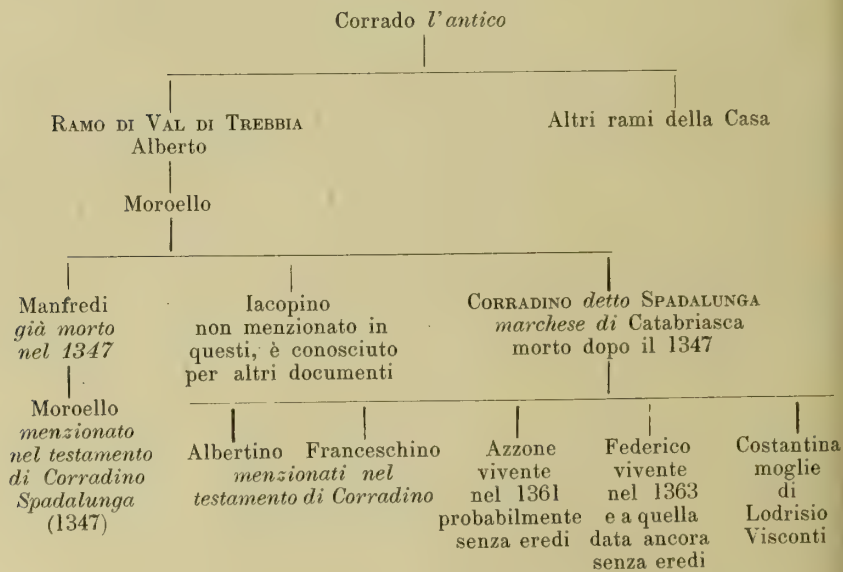 Corrado l'antico
RAMO DI VAL DI TREBBIA
Alberto
Altri rami della Casa
Moroello
Manfredi
già morto
nel 1347
Iacopino
non menzionato in
questi, è conosciuto
per altri documenti
CORRADINO detto SPADALUNGA
marchese di Catabriasca
morto dopo il 1347
Moroello
menzionato
nel testamento
di Corradino
Spadalunga
(1347)
Albertino Franceschino
menzionati nel
testamento di Corradino
Azzone
vivente
nel 1361
probabilmente
senza eredi
Federico
vivente
nel 1363
e a quella
data ancora
senza eredi
Costantina
moglie
di
Lodrisio
Visconti